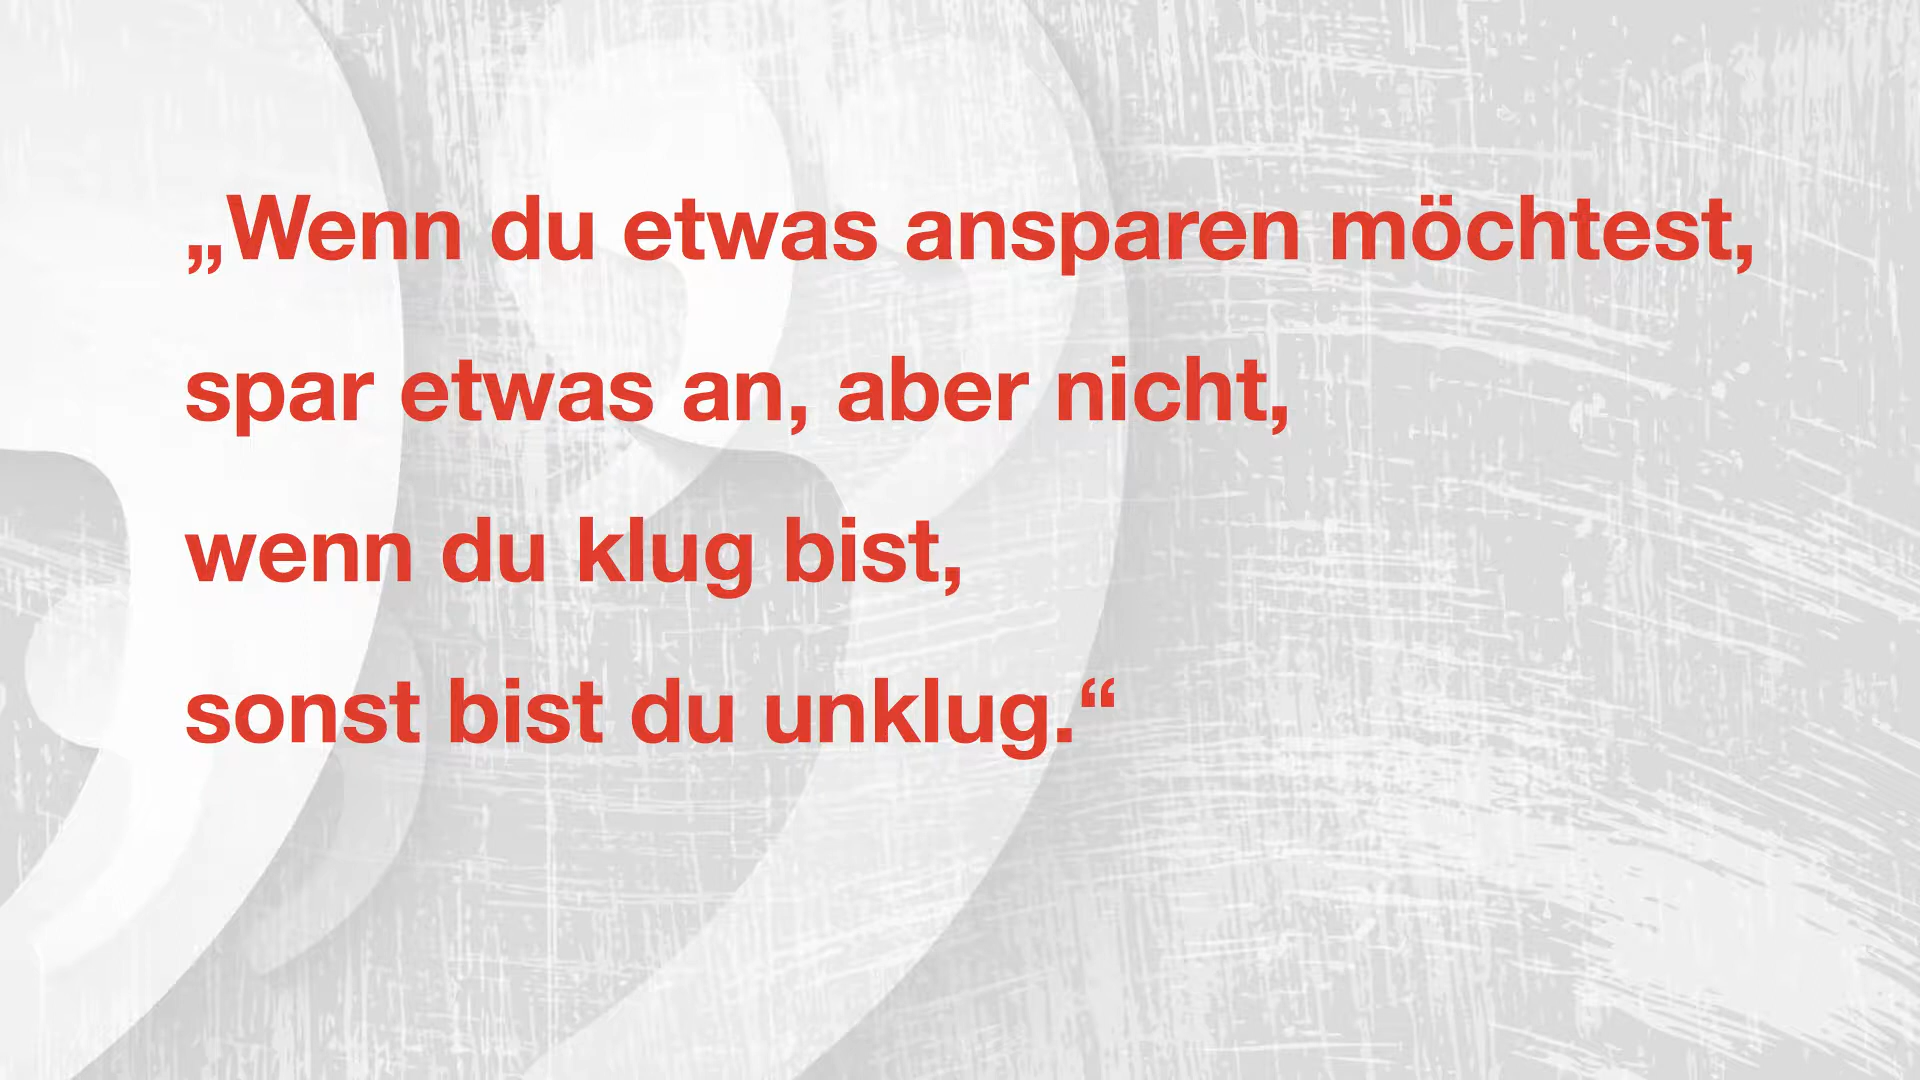 „Wenn du etwas ansparen möchtest,
spar etwas an, aber nicht,
wenn du klug bist,
sonst bist du unklug.“